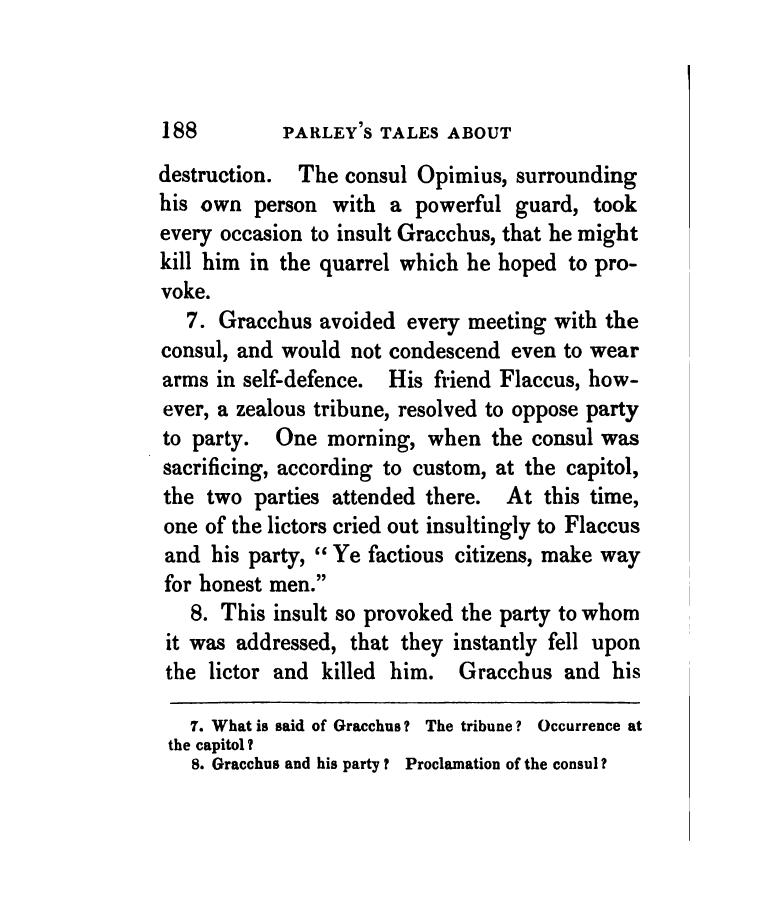 188 PARLEY'S TALES ABOUT
destruction. The consul Opimius, surrounding
his own person with a powerful guard, took
every occasion to insult Gracchus, that he might
kill him in the quarrel which he hoped to pro-
voke.
7. Gracchus avoided every meeting with the
consul, and would not condescend even to wear
arms in self-defence. His friend Flaccus, how-
ever, a zealous tribune, resolved to oppose party
to party. One morning, when the consul was
sacrificing, according to custom, at the capitol,
the two parties attended there. At this time,
one of the lictors cried out insultingly to Flaccus
and his party, “Ye factious citizens, make way
for honest men.”
8. This insult so provoked the party to whom
it was addressed, that they instantly fell upon
the lictor and killed him. Gracchus and his
7. What is said of Gracchus? The tribune? Occurrence at
the capitol?
8. Gracchus and his party? Proclamation of the consul?